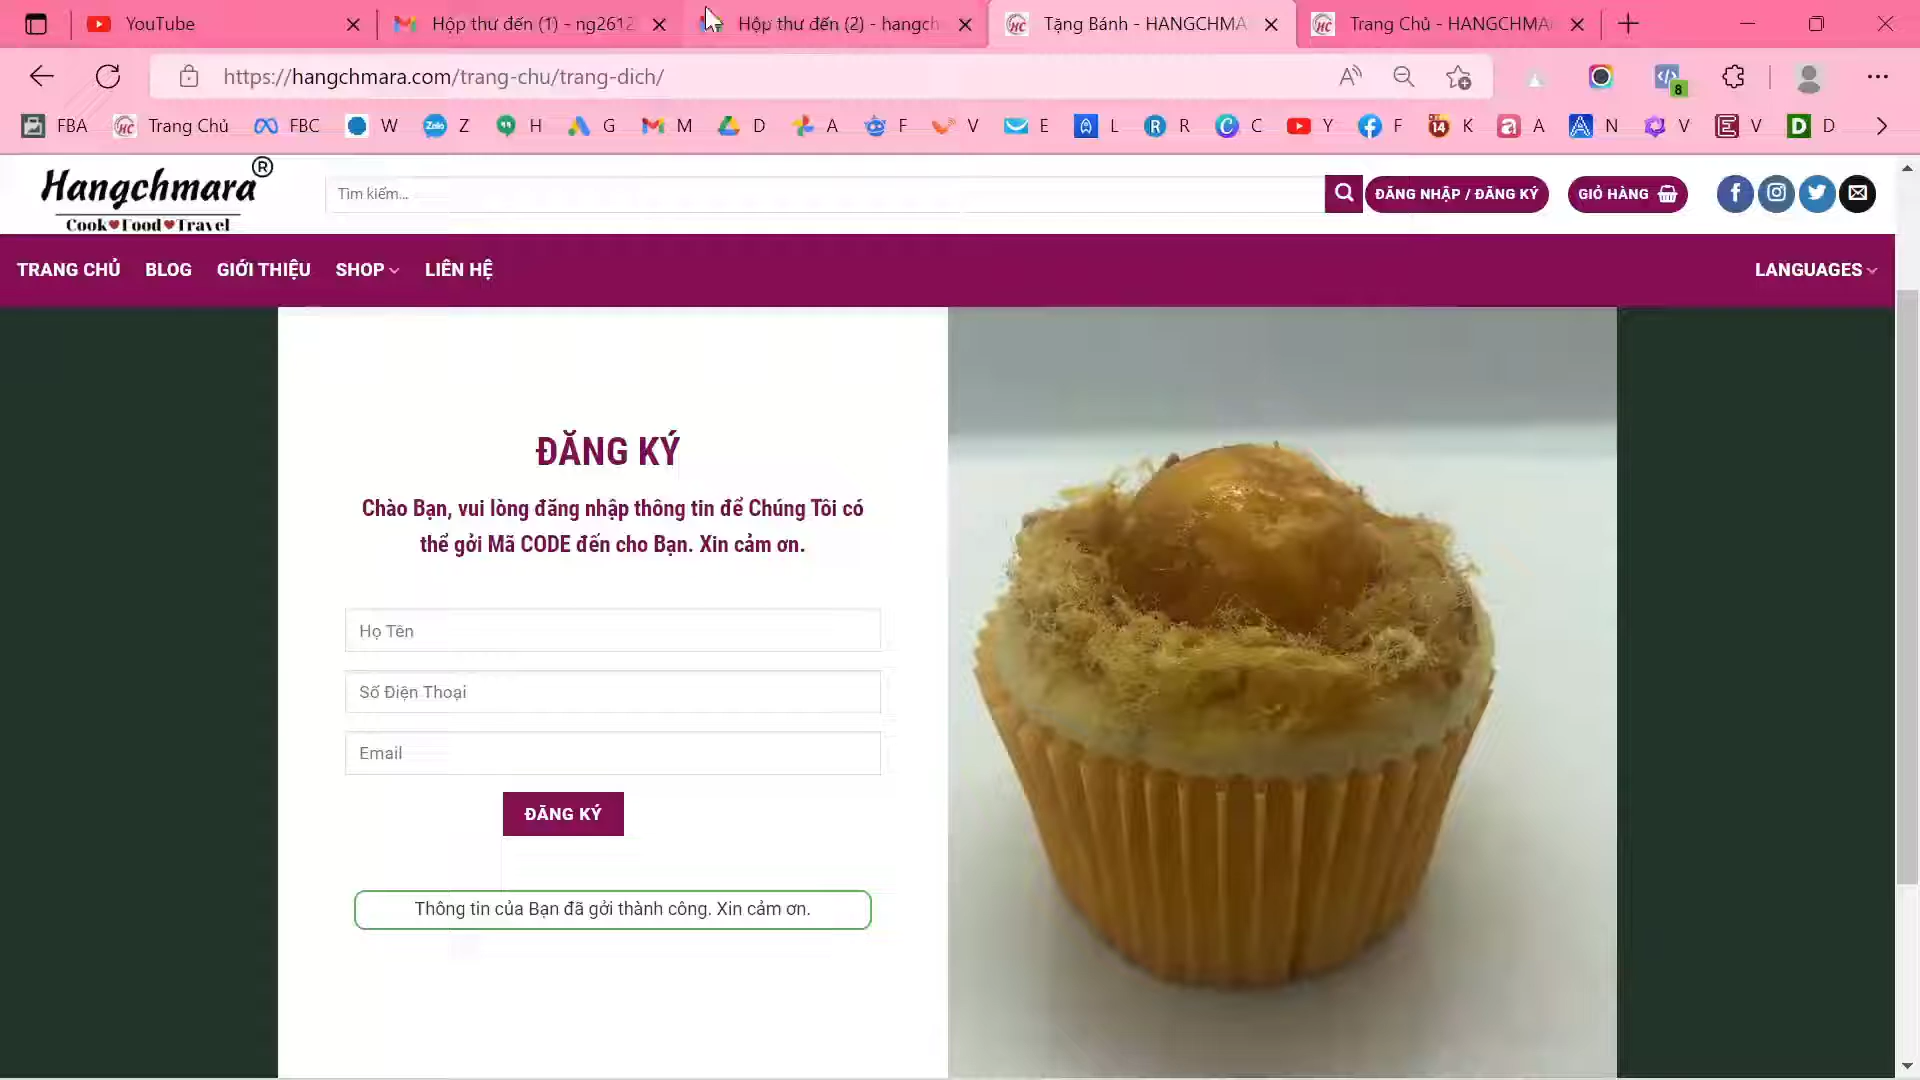 YouTube
Hộp thư đến (1) - ng2612
Hộp thư đến (2) - hangch
Tặng Bánh - HANGCHMA
Trang Chủ - HANGCHMA
https://hangchmara.com/trang-chu/trang-dich/
8
FBA
Trang Chủ
FBC
W
Z
H
G
M
D
A
F
V
E
L
R
C
Y
F
K
A
N
V
V
D
Hangchmara ®
Cook Food Travel
Tìm kiếm...
ĐĂNG NHẬP / ĐĂNG KÝ
GIỎ HÀNG
TRANG CHỦ
BLOG
GIỚI THIỆU
SHOP
LIÊN HỆ
LANGUAGES
ĐĂNG KÝ
Chào Bạn, vui lòng đăng nhập thông tin để Chúng Tôi có
thể gởi Mã CODE đến cho Bạn. Xin cảm ơn.
Họ Tên
Số Điện Thoại
Email
ĐĂNG KÝ
Thông tin của Bạn đã gởi thành công. Xin cảm ơn.